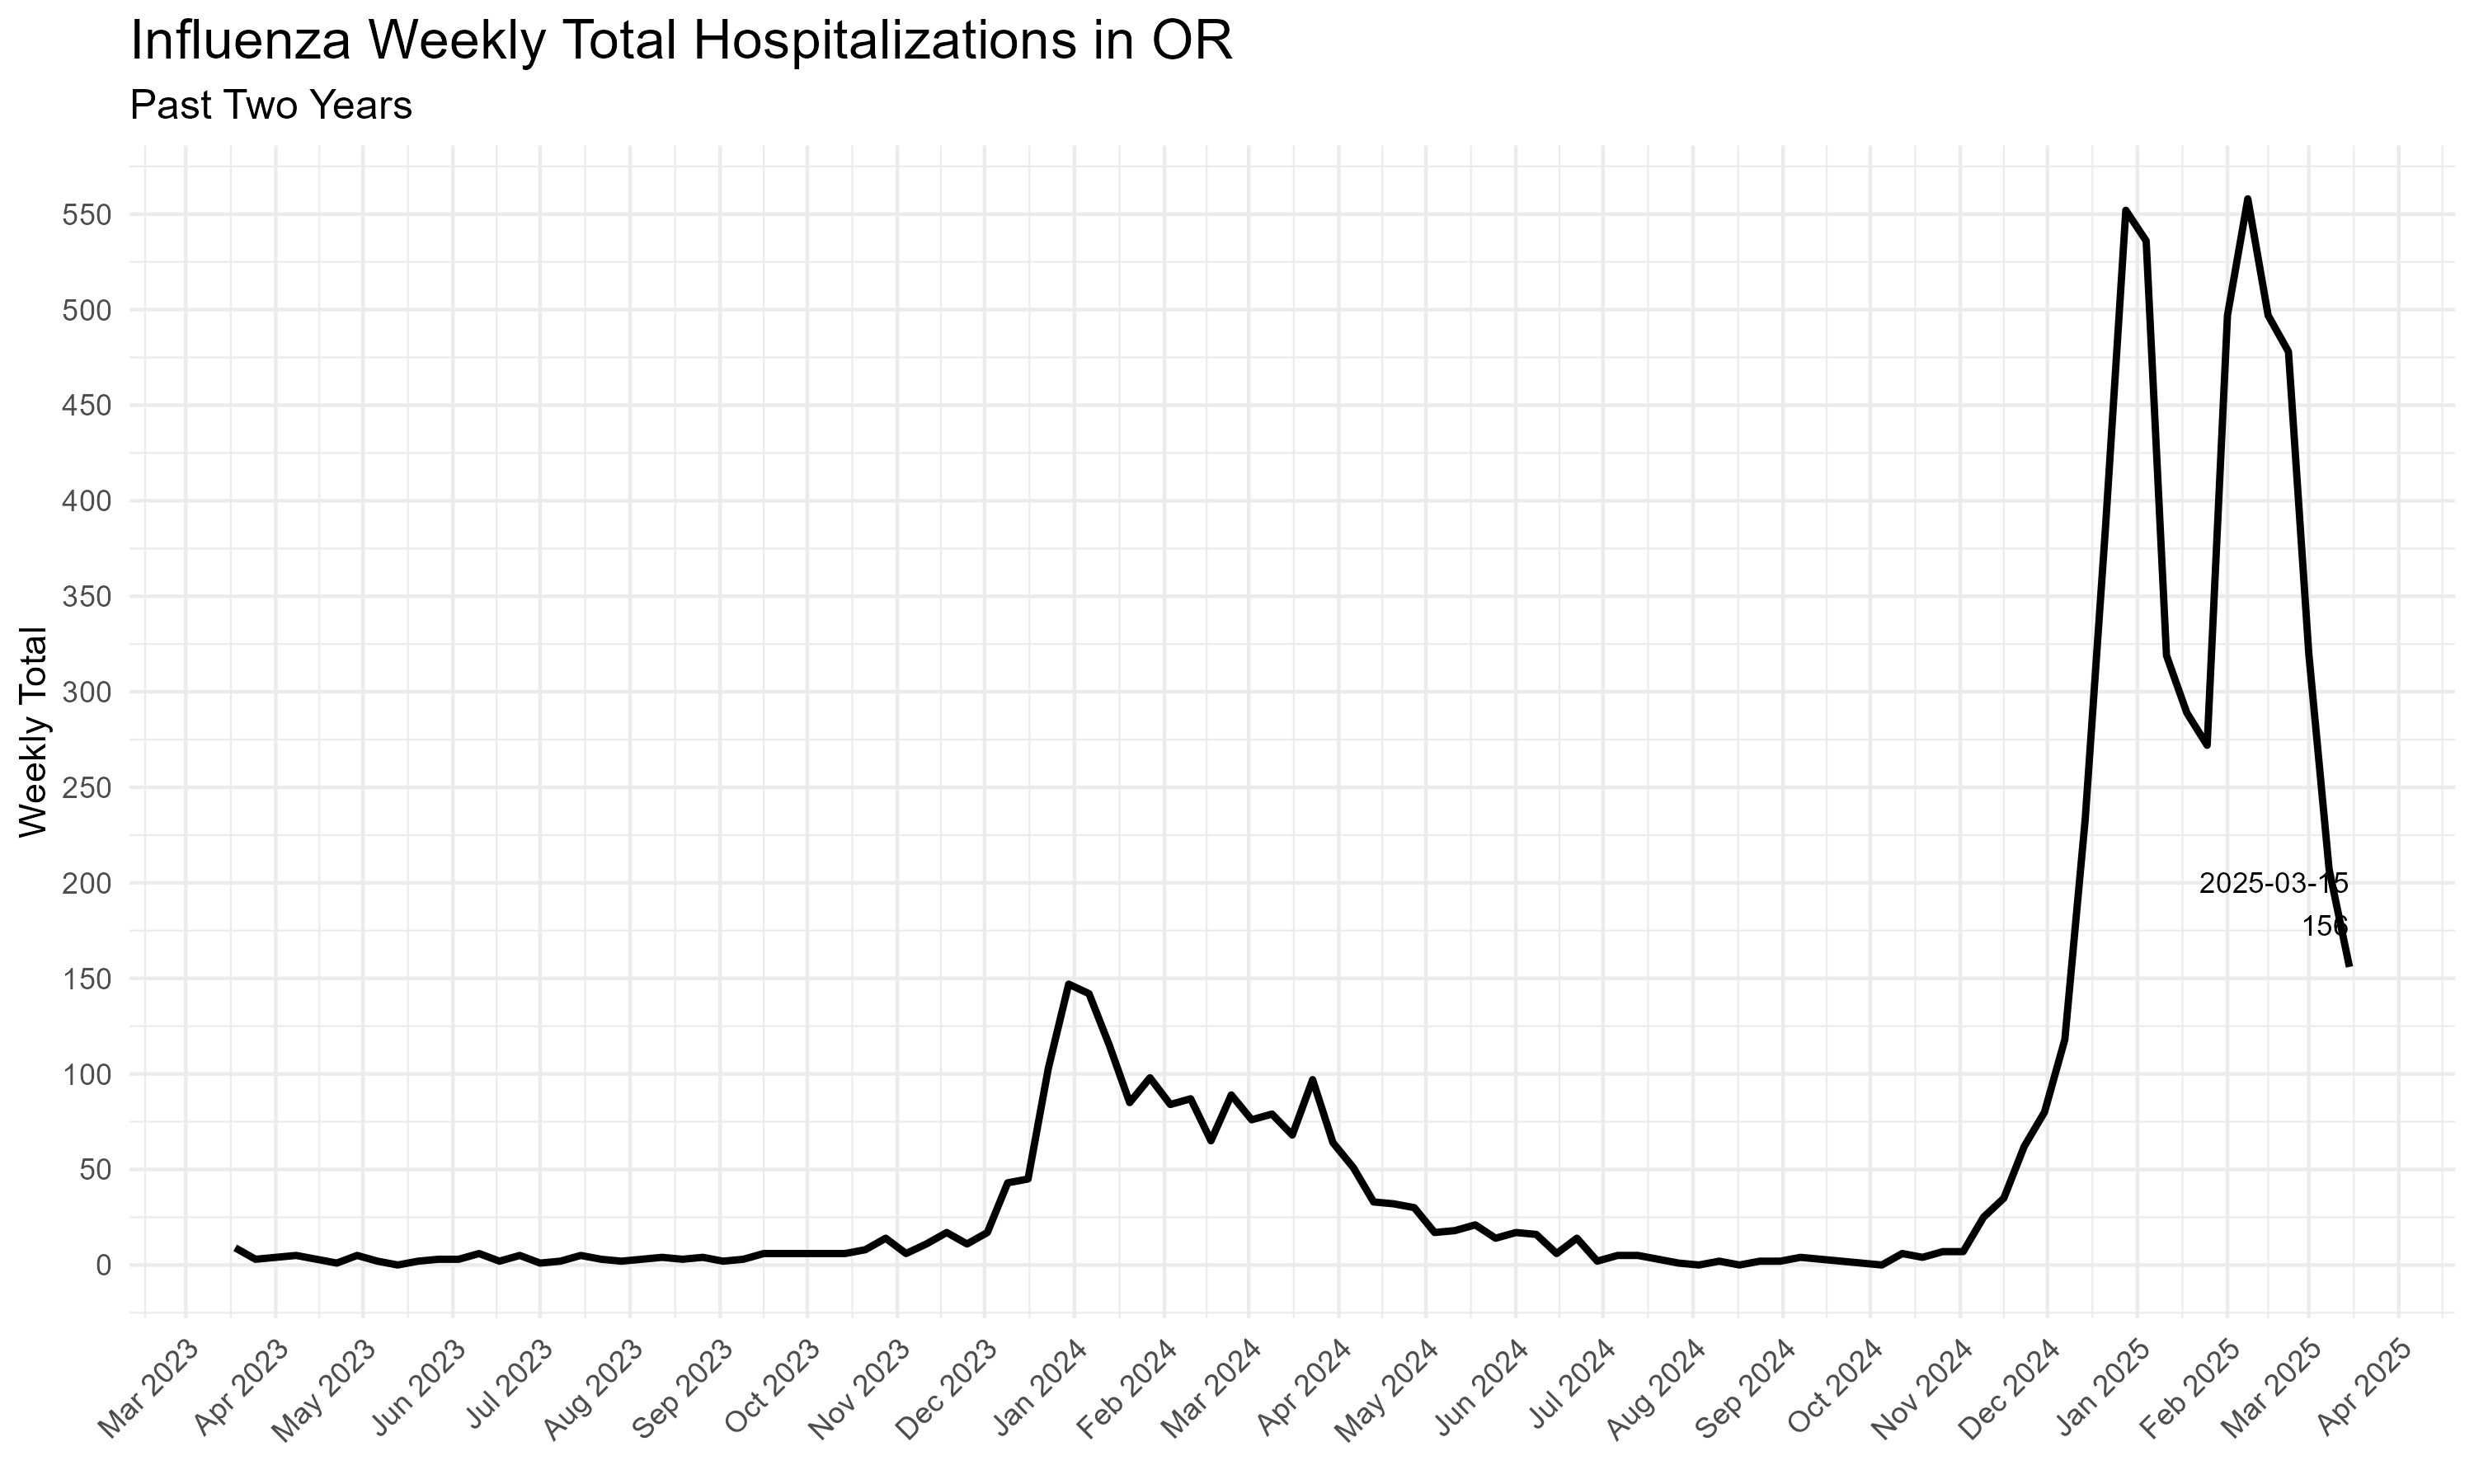 Influenza Weekly Total Hospitalizations in OR
Past Two Years
Weekly Total
550
500
450
400
350
300
250
200
150
100
50
0
2025-03-15
156
Mar 2023
Apr 2023
May 2023
Jun 2023
Jul 2023
Aug 2023
Sep 2023
Oct 2023
Nov 2023
Dec 2023
Jan 2024
Feb 2024
Mar 2024
Apr 2024
May 2024
Jun 2024
Jul 2024
Aug 2024
Sep 2024
Oct 2024
Nov 2024
Dec 2024
Jan 2025
Feb 2025
Mar 2025
Apr 2025